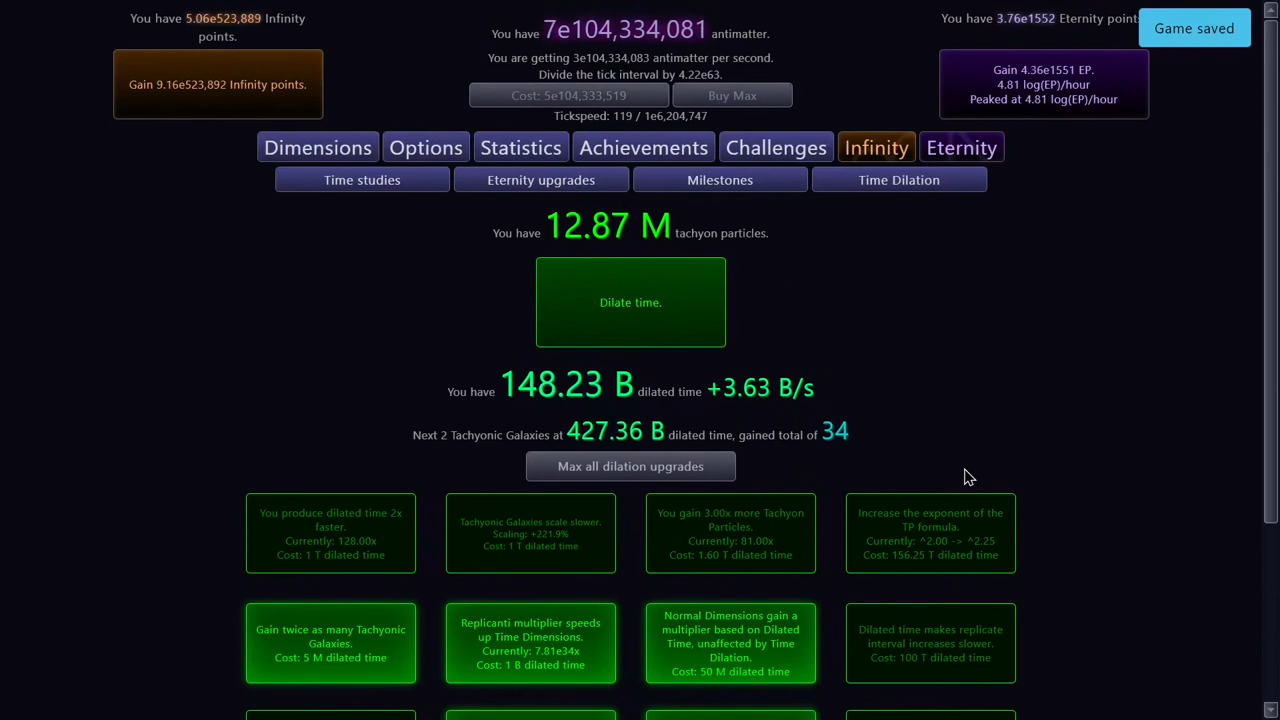 You have 5.06e523,889 Infinity
points.
Gain 9.16e523,892 Infinity points.
You have 7e104,334,081 antimatter.
You are getting 3e104,334,083 antimatter per second.
Divide the tick interval by 4.22e63.
Cost: 5e104,333,519
Buy Max
Tickspeed: 119 / 1e6,204,747
You have 3.76e1552 Eternity point
Game saved
Gain 4.36e1551 EP.
4.81 log(EP)/hour
Peaked at 4.81 log(EP)/hour
Dimensions
Options
Statistics
Achievements
Challenges
Infinity
Eternity
Time studies
Eternity upgrades
Milestones
Time Dilation
You have 12.87 M tachyon particles.
Dilate time.
You have 148.23 B dilated time +3.63 B/s
Next 2 Tachyonic Galaxies at 427.36 B dilated time, gained total of 34
Max all dilation upgrades
You produce dilated time 2x
faster.
Currently: 128.00x
Cost: 1 T dilated time
Tachyonic Galaxies scale slower.
Scaling: +221.9%
Cost: 1 T dilated time
You gain 3.00x more Tachyon
Particles.
Currently: 81.00x
Cost: 1.60 T dilated time
Increase the exponent of the
TP formula.
Currently: ^2.00 -> ^2.25
Cost: 156.25 T dilated time
Gain twice as many Tachyonic
Galaxies.
Cost: 5 M dilated time
Replicanti multiplier speeds
up Time Dimensions.
Currently: 7.81e34x
Cost: 1 B dilated time
Normal Dimensions gain a
multiplier based on Dilated
Time, unaffected by Time
Dilation.
Cost: 50 M dilated time
Dilated time makes replicate
interval increases slower.
Cost: 100 T dilated time